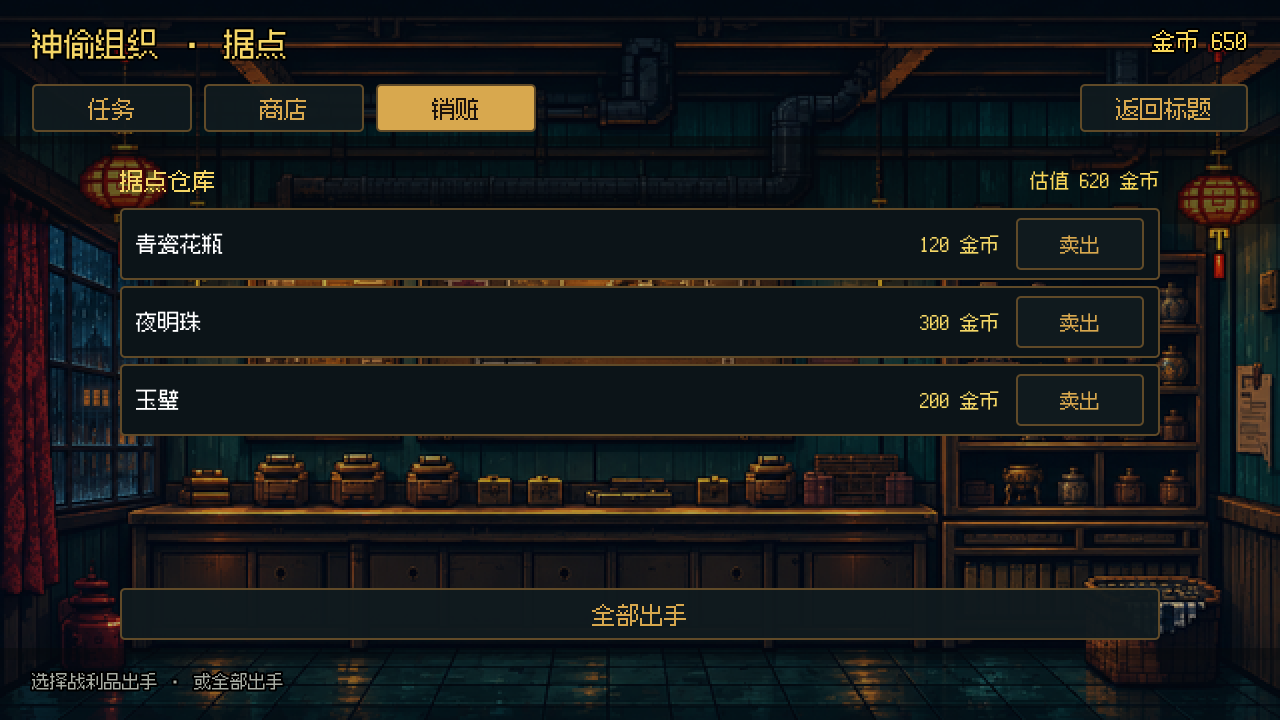 神偷组织 · 据点
金币 650
任务
商店
销赃
返回标题
据点仓库
估值 620 金币
青瓷花瓶
120 金币
卖出
夜明珠
300 金币
卖出
玉璧
200 金币
卖出
全部出手
选择战利品出手 · 或全部出手